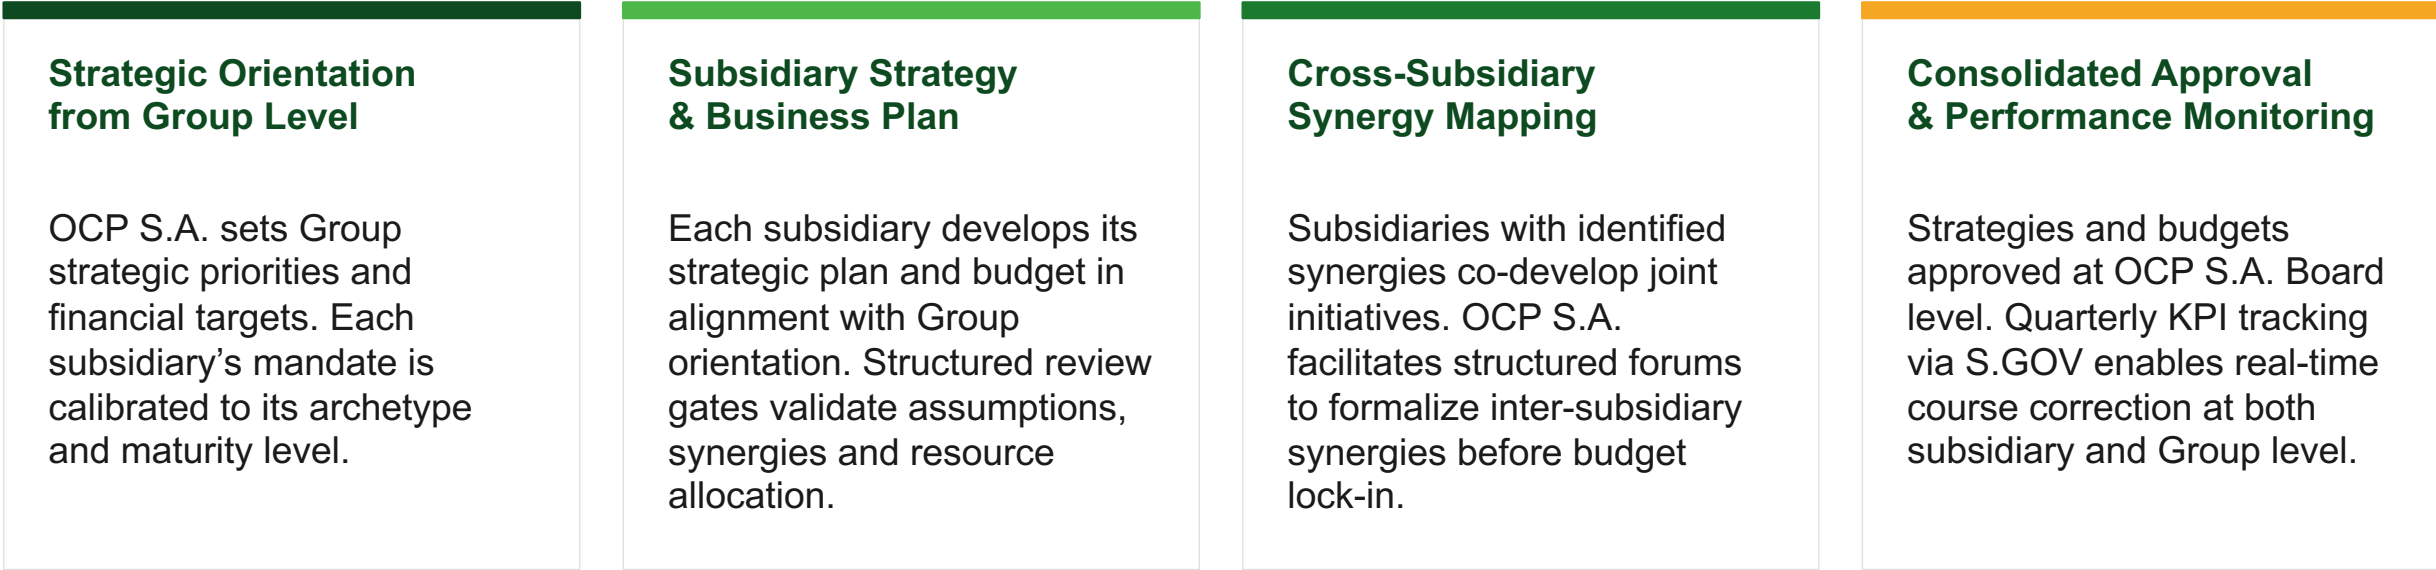 Strategic Orientation
from Group Level
OCP S.A. sets Group
strategic priorities and
financial targets. Each
subsidiary’s mandate is
calibrated to its archetype
and maturity level.
Subsidiary Strategy
& Business Plan
Each subsidiary develops its
strategic plan and budget in
alignment with Group
orientation. Structured review
gates validate assumptions,
synergies and resource
allocation.
Cross-Subsidiary
Synergy Mapping
Subsidiaries with identified
synergies co-develop joint
initiatives. OCP S.A.
facilitates structured forums
to formalize inter-subsidiary
synergies before budget
lock-in.
Consolidated Approval
& Performance Monitoring
Strategies and budgets
approved at OCP S.A. Board
level. Quarterly KPI tracking
via S.GOV enables real-time
course correction at both
subsidiary and Group level.